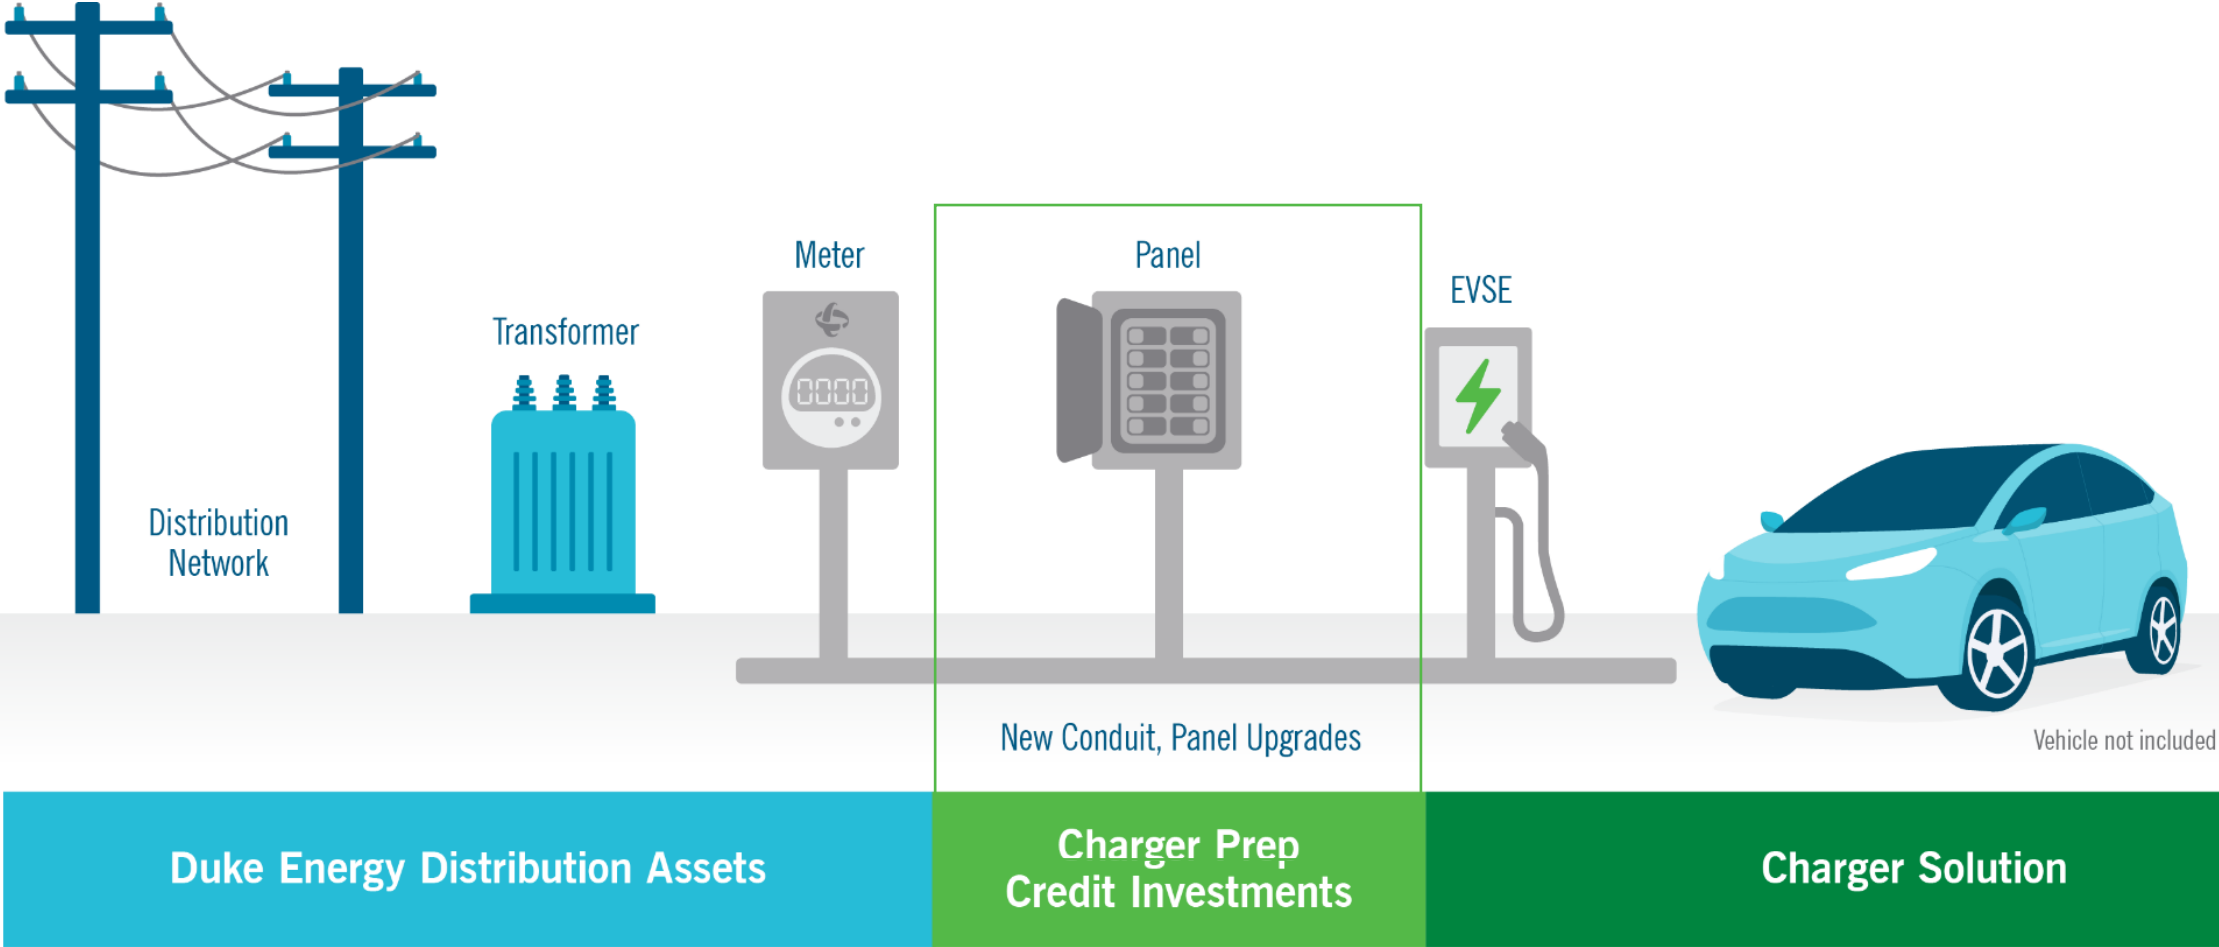 Meter
Panel
EVSE
Transformer
0000
Distribution
Network
New Conduit, Panel Upgrades
Vehicle not included
Duke Energy Distribution Assets
Charger Prep
Credit Investments
Charger Solution